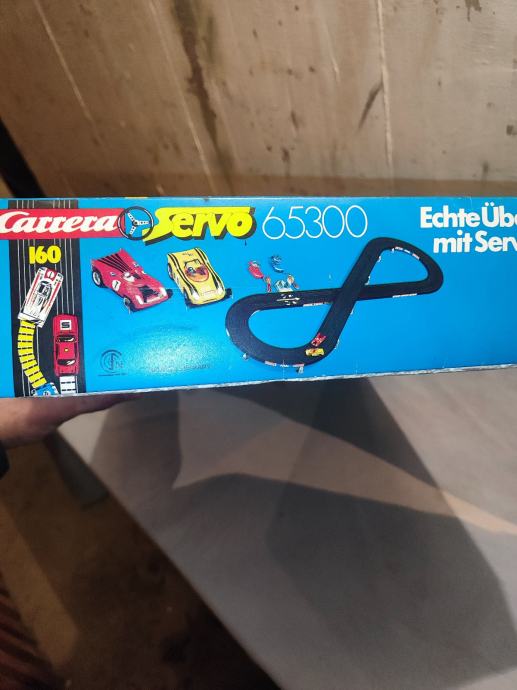 Carrera Servo 65300
160
Echte Übe
mit Serv